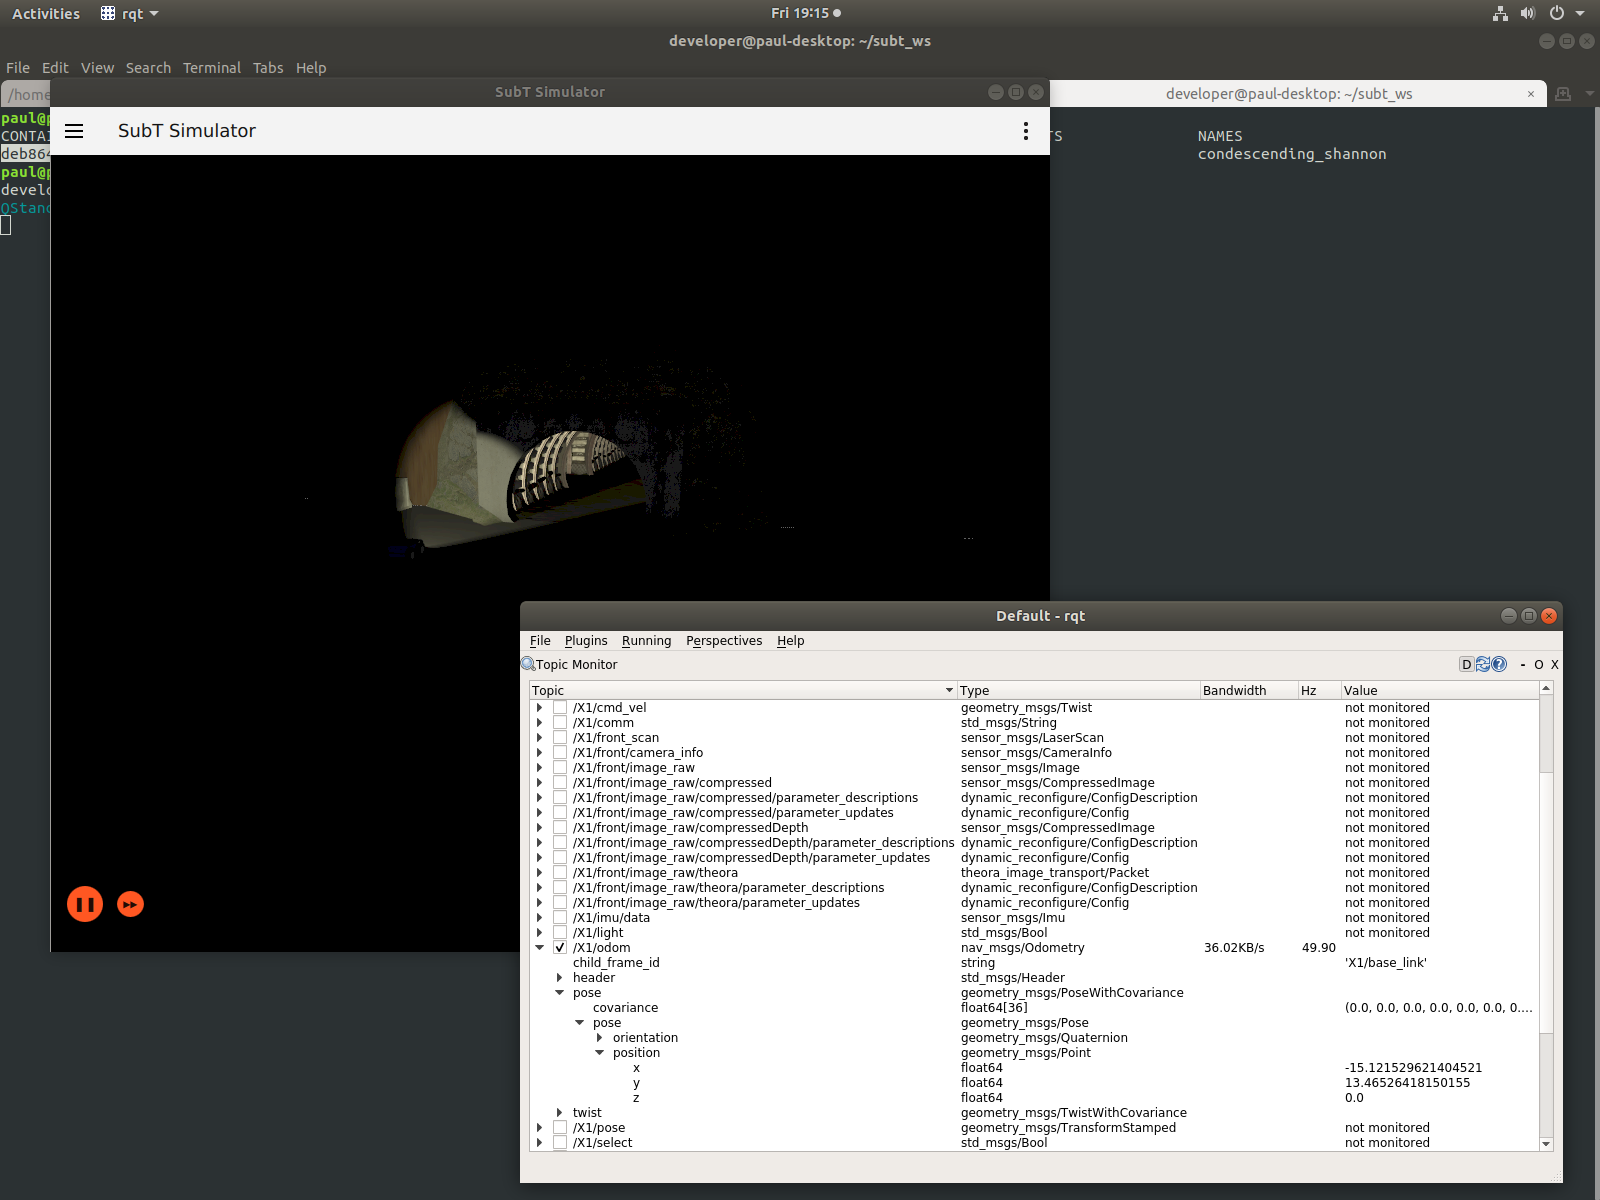 Activities rqt Fri 19:15
developer@paul-desktop: ~/subt_ws
File Edit View Search Terminal Tabs Help
/home
developer@paul-desktop: ~/subt_ws ×
SubT Simulator
SubT Simulator
paul@
CONTAI TS NAMES
deb864 condescending_shannon
paul@
develo
QStand
Default - rqt
File Plugins Running Perspectives Help
Topic Monitor D - O X
Topic Type Bandwidth Hz Value
/X1/cmd_vel geometry_msgs/Twist not monitored
/X1/comm std_msgs/String not monitored
/X1/front_scan sensor_msgs/LaserScan not monitored
/X1/front/camera_info sensor_msgs/CameraInfo not monitored
/X1/front/image_raw sensor_msgs/Image not monitored
/X1/front/image_raw/compressed sensor_msgs/CompressedImage not monitored
/X1/front/image_raw/compressed/parameter_descriptions dynamic_reconfigure/ConfigDescription not monitored
/X1/front/image_raw/compressed/parameter_updates dynamic_reconfigure/Config not monitored
/X1/front/image_raw/compressedDepth sensor_msgs/CompressedImage not monitored
/X1/front/image_raw/compressedDepth/parameter_descriptions dynamic_reconfigure/ConfigDescription not monitored
/X1/front/image_raw/compressedDepth/parameter_updates dynamic_reconfigure/Config not monitored
/X1/front/image_raw/theora theora_image_transport/Packet not monitored
/X1/front/image_raw/theora/parameter_descriptions dynamic_reconfigure/ConfigDescription not monitored
/X1/front/image_raw/theora/parameter_updates dynamic_reconfigure/Config not monitored
/X1/imu/data sensor_msgs/Imu not monitored
/X1/light std_msgs/Bool not monitored
/X1/odom nav_msgs/Odometry 36.02KB/s 49.90
child_frame_id string 'X1/base_link'
header std_msgs/Header
pose geometry_msgs/PoseWithCovariance
covariance float64[36] (0.0, 0.0, 0.0, 0.0, 0.0, 0.0, 0....
pose geometry_msgs/Pose
orientation geometry_msgs/Quaternion
position geometry_msgs/Point
x float64 -15.121529621404521
y float64 13.46526418150155
z float64 0.0
twist geometry_msgs/TwistWithCovariance
/X1/pose geometry_msgs/TransformStamped not monitored
/X1/select std_msgs/Bool not monitored